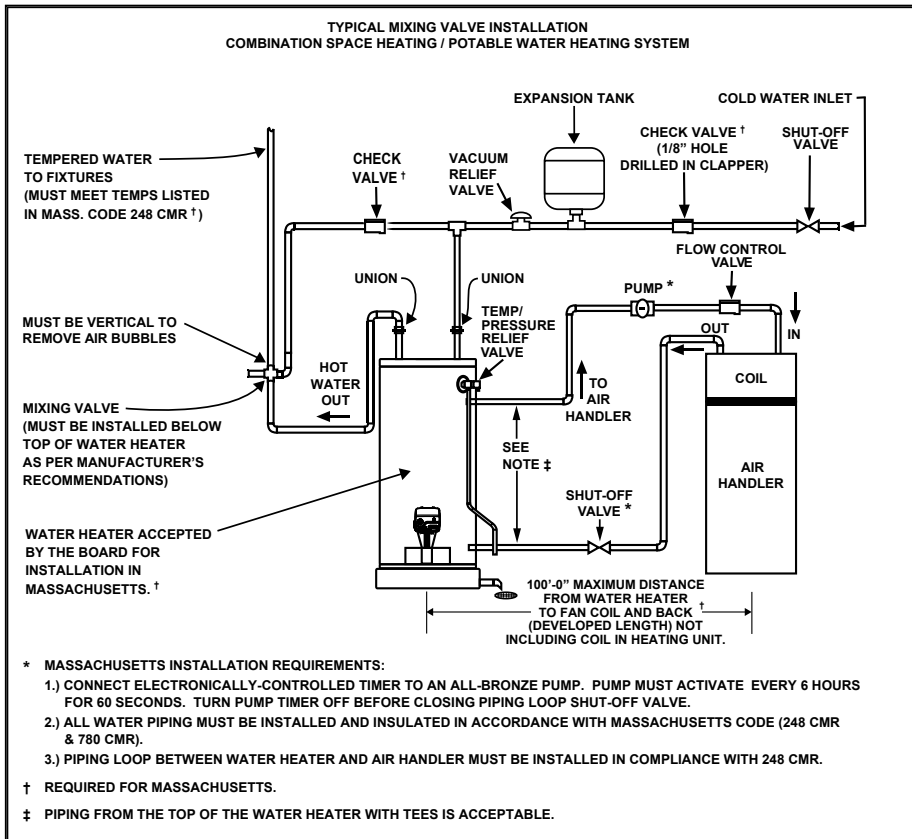 TYPICAL MIXING VALVE INSTALLATION
COMBINATION SPACE HEATING / POTABLE WATER HEATING SYSTEM
EXPANSION TANK
COLD WATER INLET
TEMPERED WATER
TO FIXTURES
(MUST MEET TEMPS LISTED
IN MASS. CODE 248 CMR †)
CHECK
VALVE †
VACUUM
RELIEF
VALVE
CHECK VALVE †
(1/8” HOLE
DRILLED IN CLAPPER)
SHUT-OFF
VALVE
FLOW CONTROL
VALVE
UNION
UNION
PUMP *
TEMP/
PRESSURE
RELIEF
VALVE
OUT
IN
MUST BE VERTICAL TO
REMOVE AIR BUBBLES
HOT
WATER
OUT
TO
AIR
HANDLER
COIL
MIXING VALVE
(MUST BE INSTALLED BELOW
TOP OF WATER HEATER
AS PER MANUFACTURER’S
RECOMMENDATIONS)
SEE
NOTE ‡
AIR
HANDLER
SHUT-OFF
VALVE *
WATER HEATER ACCEPTED
BY THE BOARD FOR
INSTALLATION IN
MASSACHUSETTS. †
100’-0” MAXIMUM DISTANCE
FROM WATER HEATER
TO FAN COIL AND BACK †
(DEVELOPED LENGTH) NOT
INCLUDING COIL IN HEATING UNIT.
* MASSACHUSETTS INSTALLATION REQUIREMENTS:
1.) CONNECT ELECTRONICALLY-CONTROLLED TIMER TO AN ALL-BRONZE PUMP. PUMP MUST ACTIVATE EVERY 6 HOURS
FOR 60 SECONDS. TURN PUMP TIMER OFF BEFORE CLOSING PIPING LOOP SHUT-OFF VALVE.
2.) ALL WATER PIPING MUST BE INSTALLED AND INSULATED IN ACCORDANCE WITH MASSACHUSETTS CODE (248 CMR
& 780 CMR).
3.) PIPING LOOP BETWEEN WATER HEATER AND AIR HANDLER MUST BE INSTALLED IN COMPLIANCE WITH 248 CMR.
† REQUIRED FOR MASSACHUSETTS.
‡ PIPING FROM THE TOP OF THE WATER HEATER WITH TEES IS ACCEPTABLE.